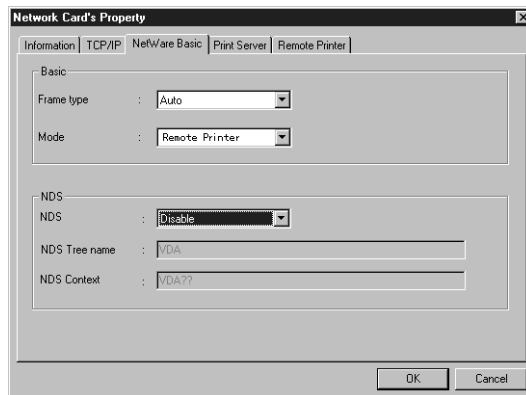 Network Card's Property
Information TCP/IP NetWare Basic Print Server Remote Printer
Basic
Frame type : Auto
Mode : Remote Printer
NDS
NDS : Disable
NDS Tree name : VDA
NDS Context : VDA??
OK Cancel